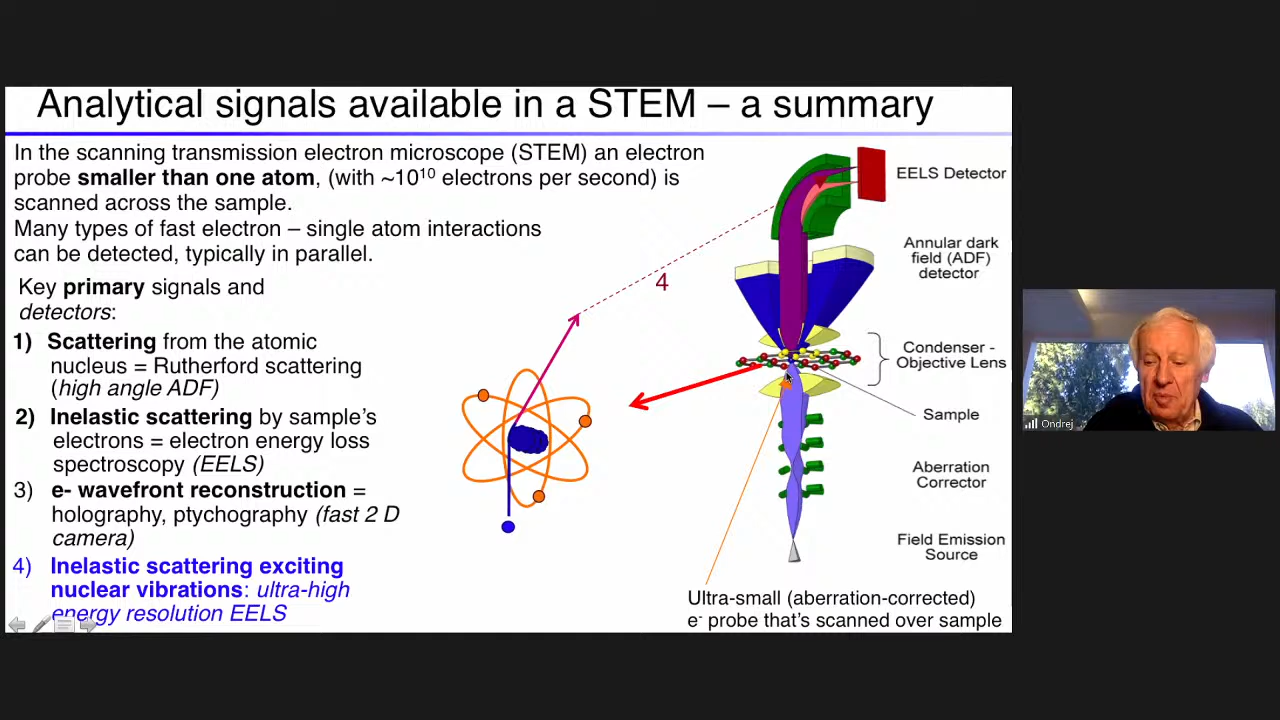 Analytical signals available in a STEM – a summary
In the scanning transmission electron microscope (STEM) an electron
probe smaller than one atom, (with ~10¹⁰ electrons per second) is
scanned across the sample.
Many types of fast electron – single atom interactions
can be detected, typically in parallel.
Key primary signals and
detectors:
1) Scattering from the atomic
nucleus = Rutherford scattering
(high angle ADF)
2) Inelastic scattering by sample's
electrons = electron energy loss
spectroscopy (EELS)
3) e- wavefront reconstruction =
holography, ptychography (fast 2 D
camera)
4) Inelastic scattering exciting
nuclear vibrations: ultra-high
energy resolution EELS
4
EELS Detector
Annular dark
field (ADF)
detector
Condenser -
Objective Lens
Sample
Aberration
Corrector
Field Emission
Source
Ultra-small (aberration-corrected)
e⁻ probe that's scanned over sample
Ondrej